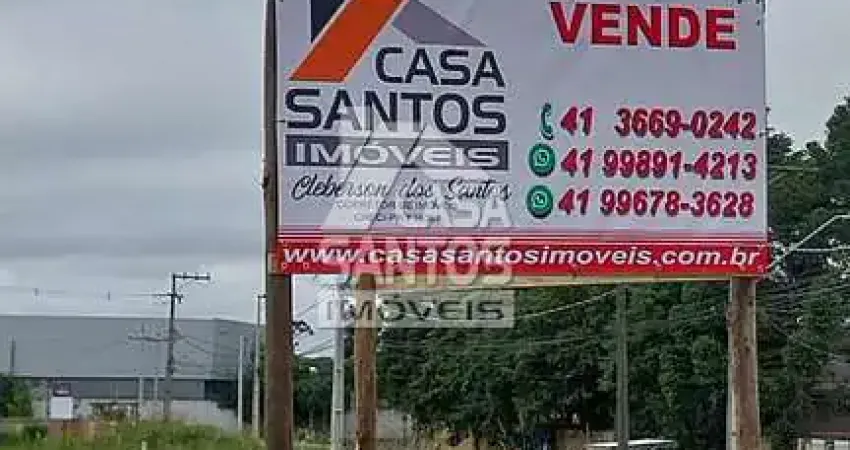 VENDE
CASA
SANTOS
IMÓVEIS
Cleberson dos Santos
41 3669-0242
41 99891-4213
41 99678-3628
www.casasantosimoveis.com.br
CASA
SANTOS
IMÓVEIS